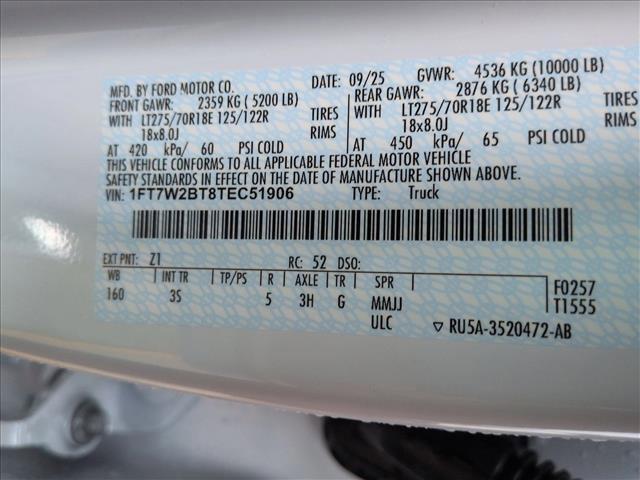 MFD. BY FORD MOTOR CO. DATE: 09/25 GVWR: 4536 KG (10000 LB)
FRONT GAWR: 2359 KG ( 5200 LB) REAR GAWR: 2876 KG ( 6340 LB)
WITH LT275/70R18E 125/122R TIRES WITH LT275/70R18E 125/122R TIRES
18x8.0J RIMS 18x8.0J RIMS
AT 420 kPa/ 60 PSI COLD AT 450 kPa/ 65 PSI COLD
THIS VEHICLE CONFORMS TO ALL APPLICABLE FEDERAL MOTOR VEHICLE
SAFETY STANDARDS IN EFFECT ON THE DATE OF MANUFACTURE SHOWN ABOVE.
VIN: 1FT7W2BT8TEC51906 TYPE: Truck
EXT PNT: Z1 RC: 52 DSO:
WB INT TR TP/PS R AXLE TR SPR F0257
160 3S 5 3H G MMJJ T1555
ULC ▽ RU5A-3520472-AB